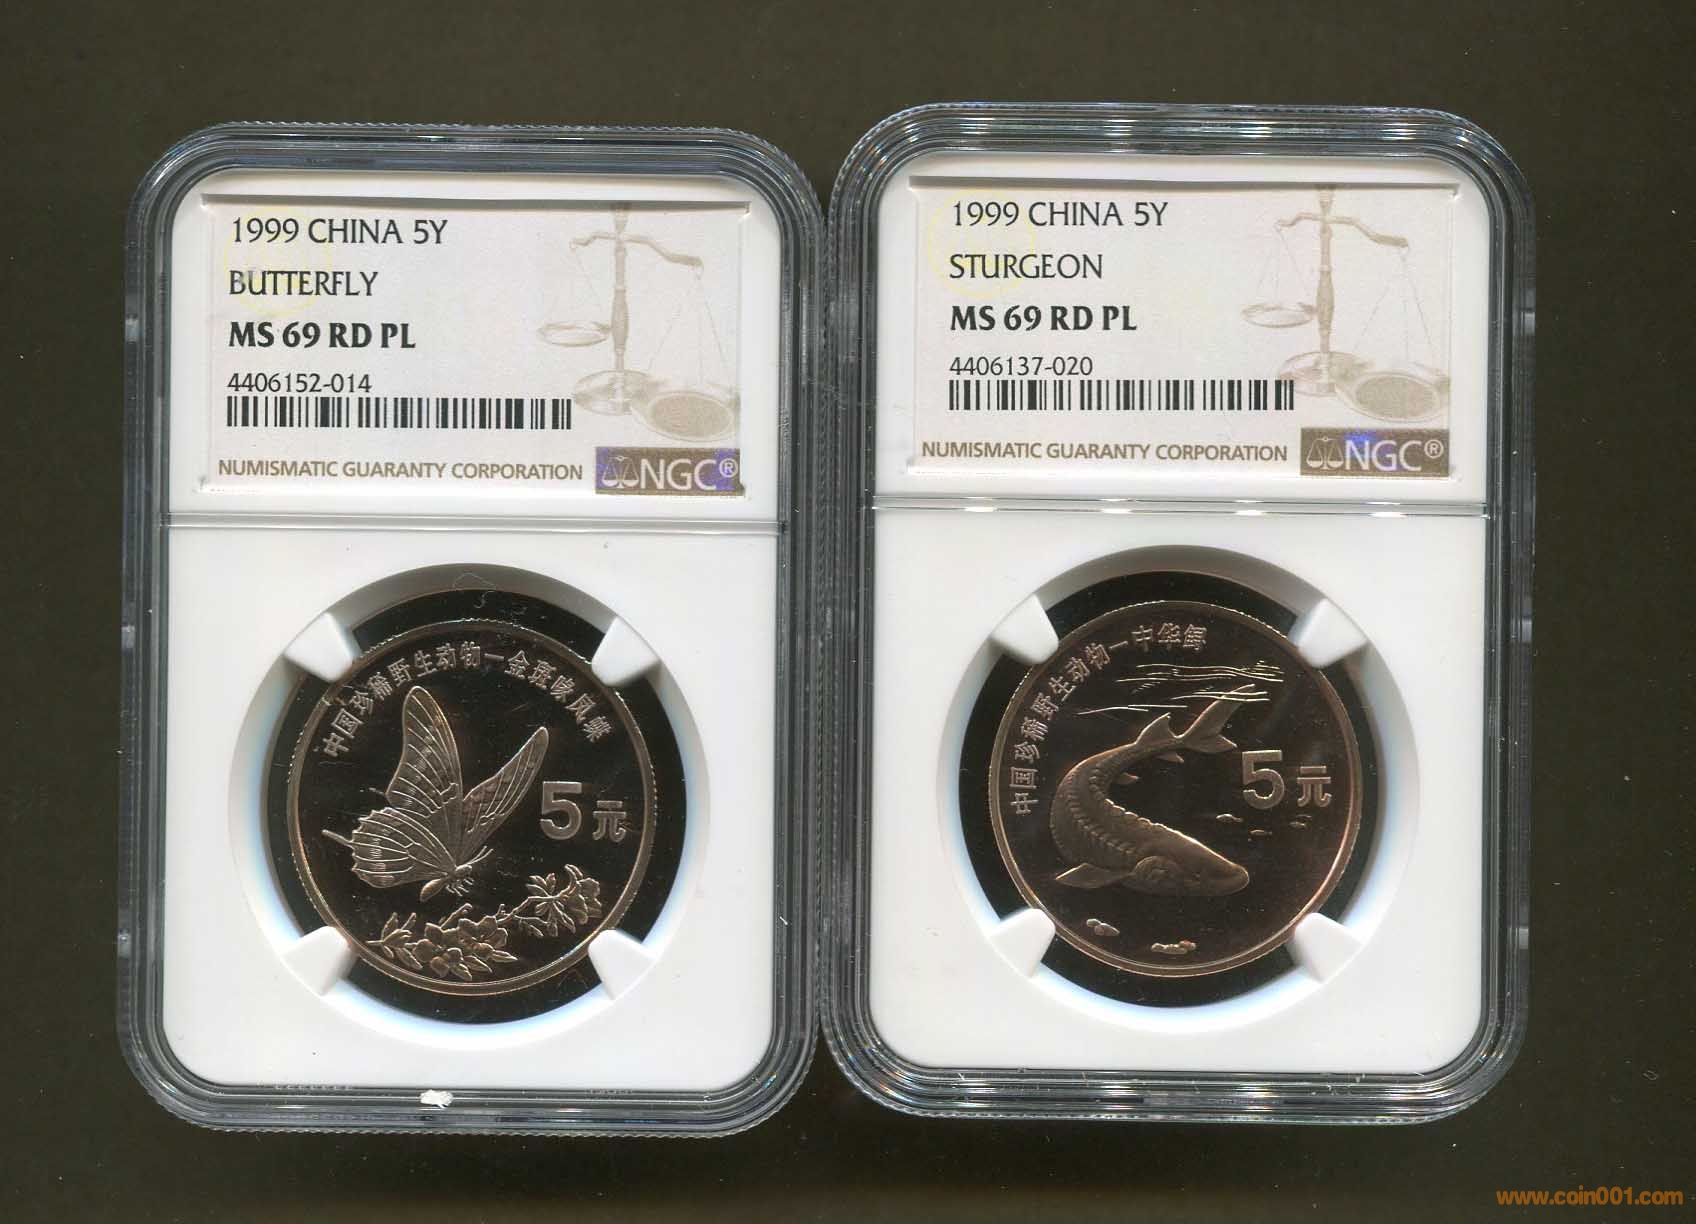 1999 CHINA 5Y
BUTTERFLY
MS 69 RD PL
4406152-014
NUMISMATIC GUARANTY CORPORATION NGC®
中国珍稀野生动物—金斑喙凤蝶
5元
1999 CHINA 5Y
STURGEON
MS 69 RD PL
4406137-020
NUMISMATIC GUARANTY CORPORATION NGC®
中国珍稀野生动物—中华鲟
5元
www.coin001.com